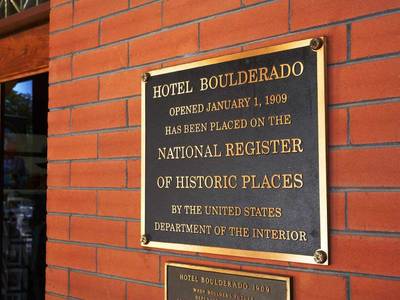 HOTEL BOULDERADO
OPENED JANUARY 1, 1909
HAS BEEN PLACED ON THE
NATIONAL REGISTER
OF HISTORIC PLACES
BY THE UNITED STATES
DEPARTMENT OF THE INTERIOR
HOTEL BOULDERADO 1909